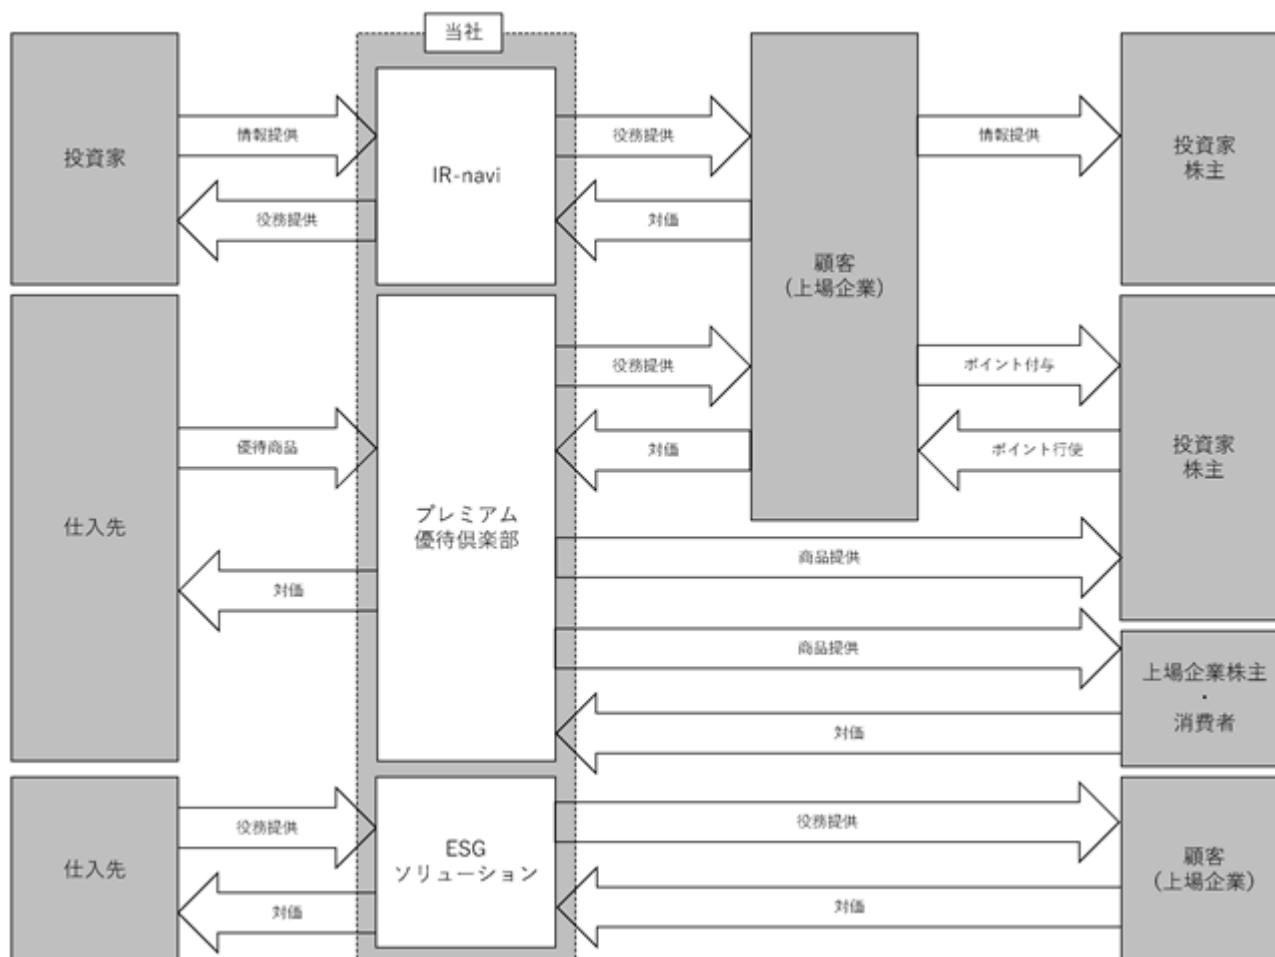 当社
投資家
情報提供
役務提供
IR-navi
役務提供
対価
顧客
(上場企業)
情報提供
投資家
株主
仕入先
優待商品
対価
プレミアム
優待倶楽部
役務提供
対価
ポイント付与
ポイント行使
投資家
株主
商品提供
商品提供
対価
上場企業株主
・
消費者
仕入先
役務提供
対価
ESG
ソリューション
役務提供
対価
顧客
(上場企業)